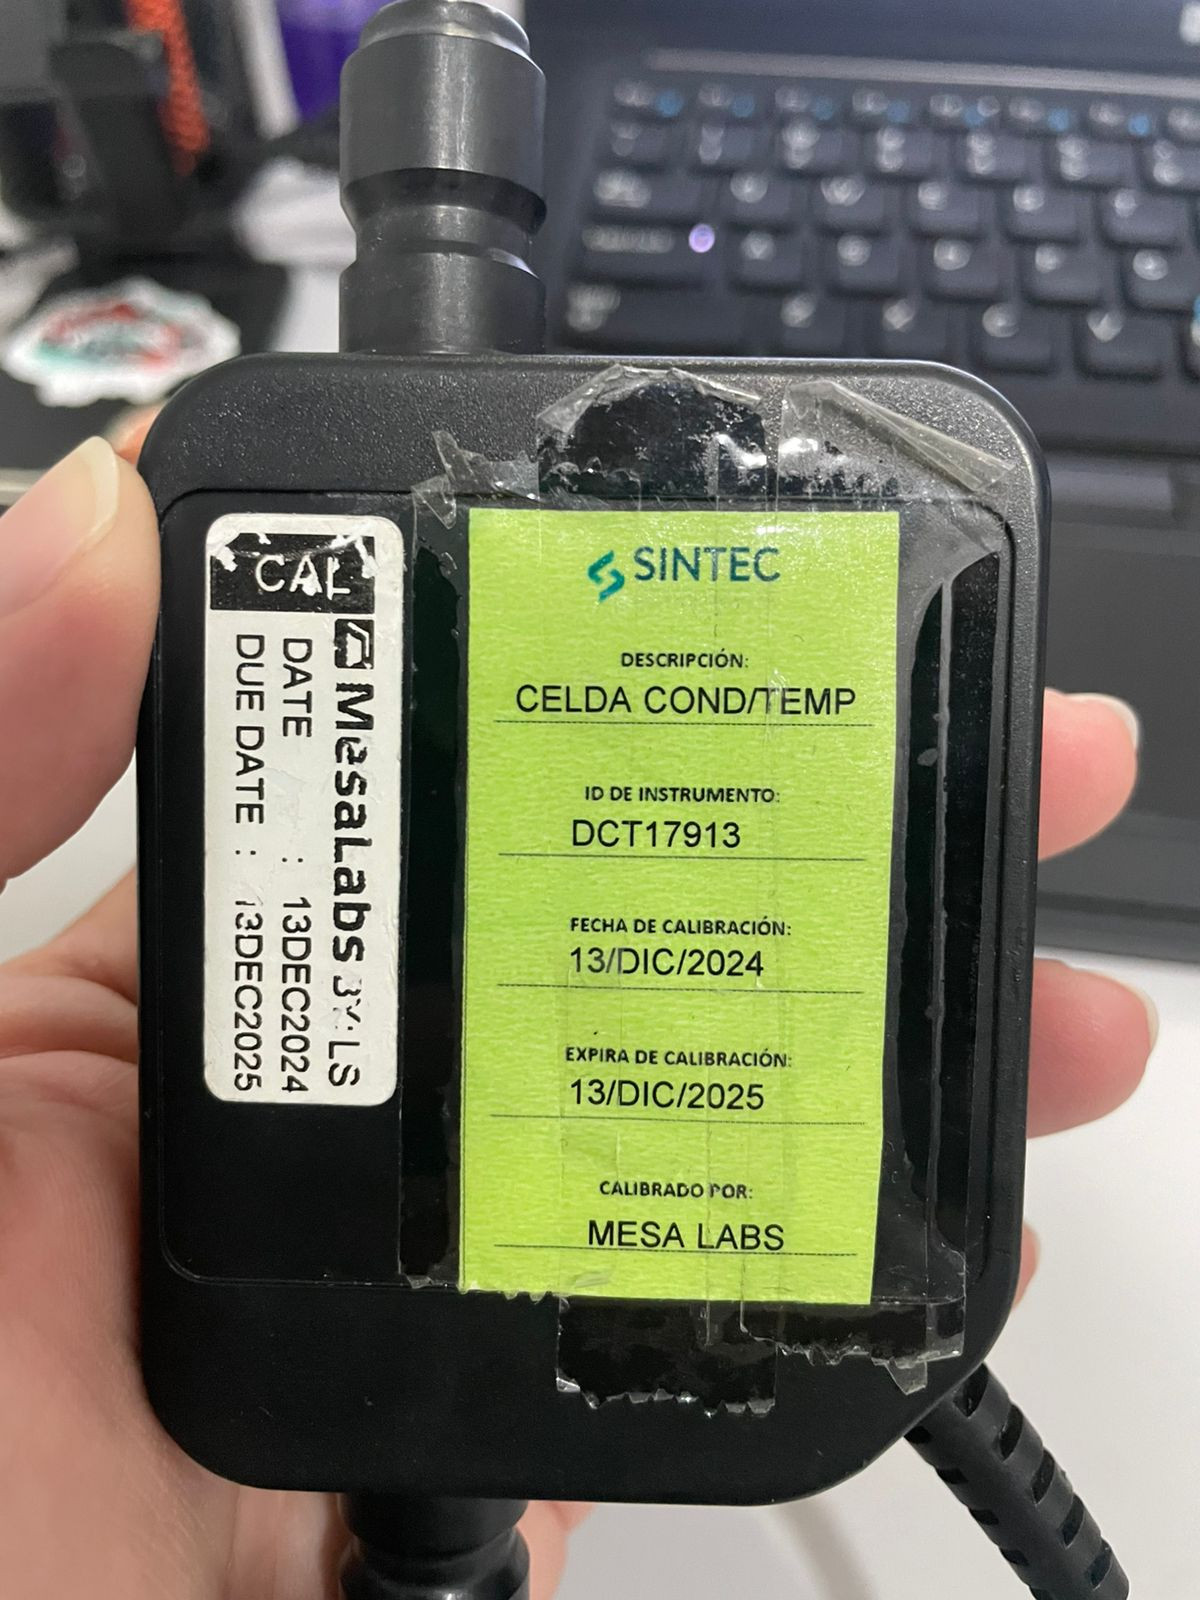 CAL
MesaLabs
DATE : 13DEC2024
DUE DATE : 13DEC2025
SINTEC
DESCRIPCIÓN:
CELDA COND/TEMP
ID DE INSTRUMENTO:
DCT17913
FECHA DE CALIBRACIÓN:
13/DIC/2024
EXPIRA DE CALIBRACIÓN:
13/DIC/2025
CALIBRADO POR:
MESA LABS